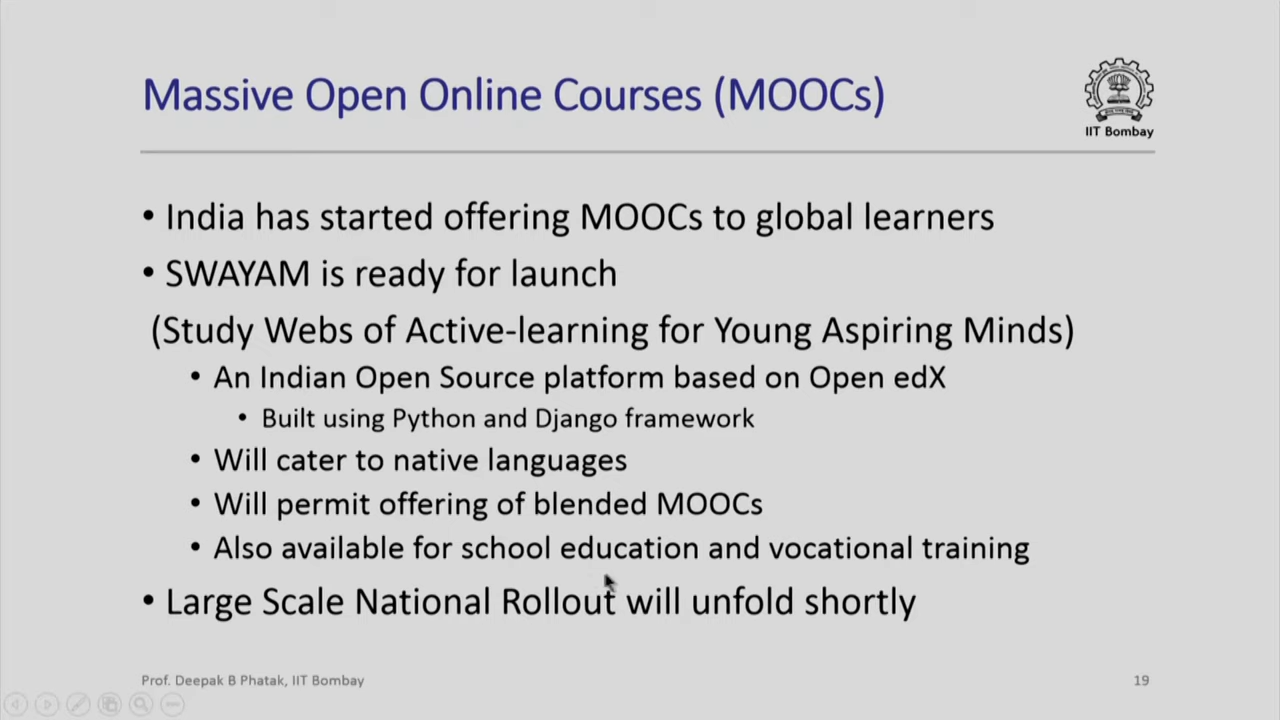 Massive Open Online Courses (MOOCs)
IIT Bombay
• India has started offering MOOCs to global learners
• SWAYAM is ready for launch
(Study Webs of Active-learning for Young Aspiring Minds)
• An Indian Open Source platform based on Open edX
• Built using Python and Django framework
• Will cater to native languages
• Will permit offering of blended MOOCs
• Also available for school education and vocational training
• Large Scale National Rollout will unfold shortly
Prof. Deepak B Phatak, IIT Bombay
19